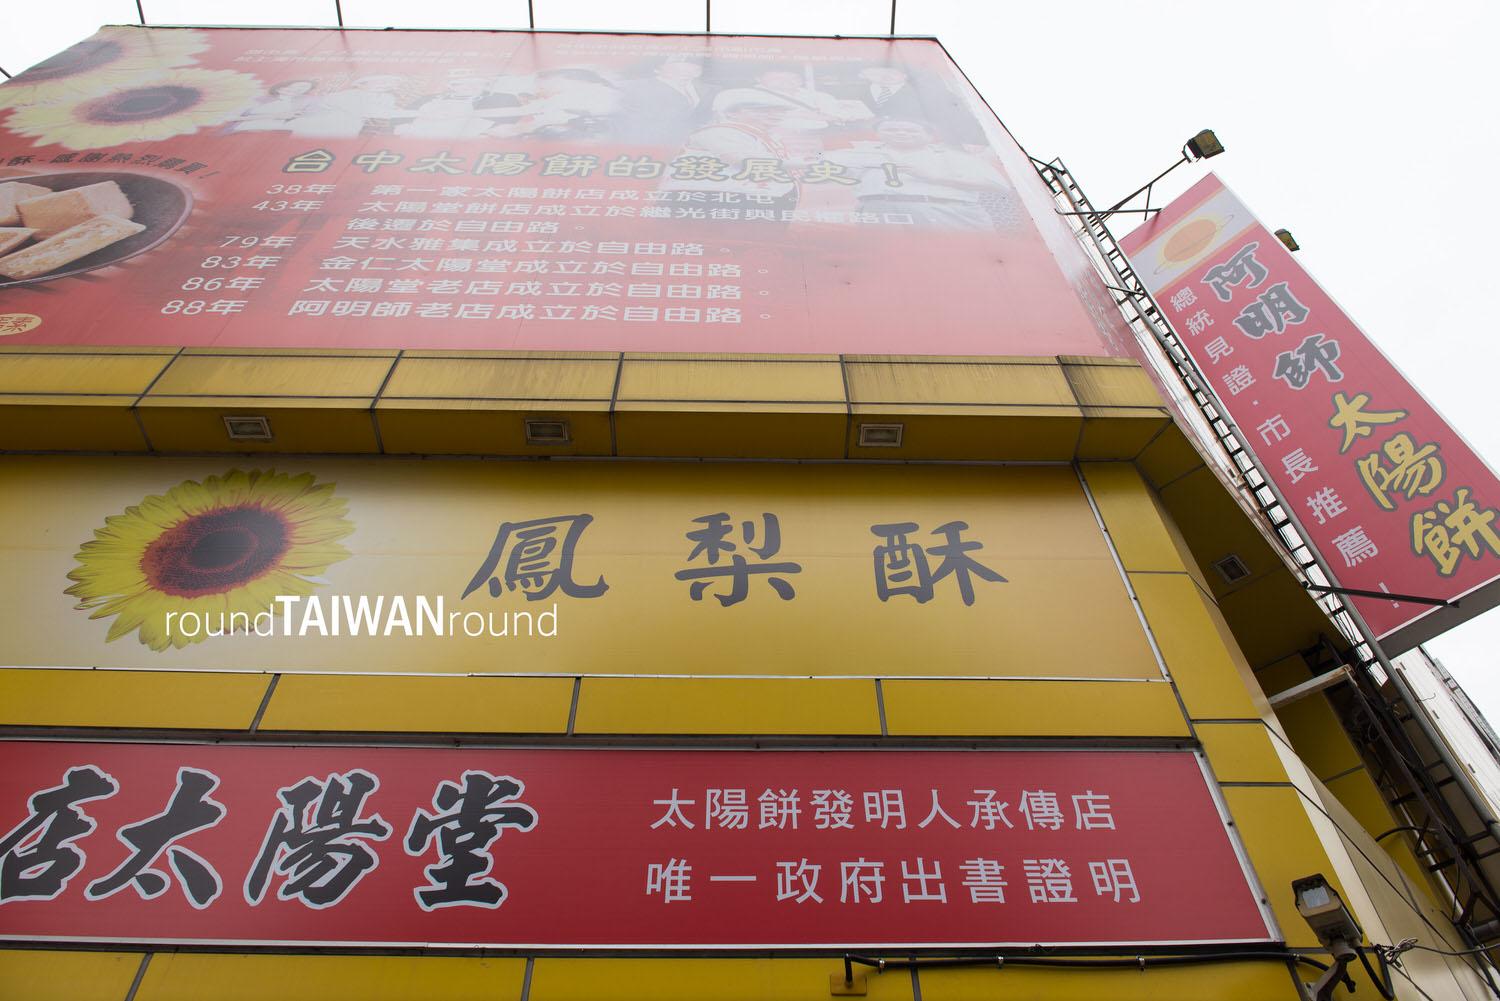 酥-感謝熱烈購買！
台中太陽餅的發展史！
38年 第一家太陽餅店成立於北屯。
43年 太陽堂餅店成立於繼光街與民權路口，
後遷於自由路。
79年 天水雅集成立於自由路。
83年 金仁太陽堂成立於自由路。
86年 太陽堂老店成立於自由路。
88年 阿明師老店成立於自由路。
阿明師太陽餅
總統見證·市長推薦！
鳳梨酥
roundTAIWANround
店太陽堂
太陽餅發明人承傳店
唯一政府出書證明